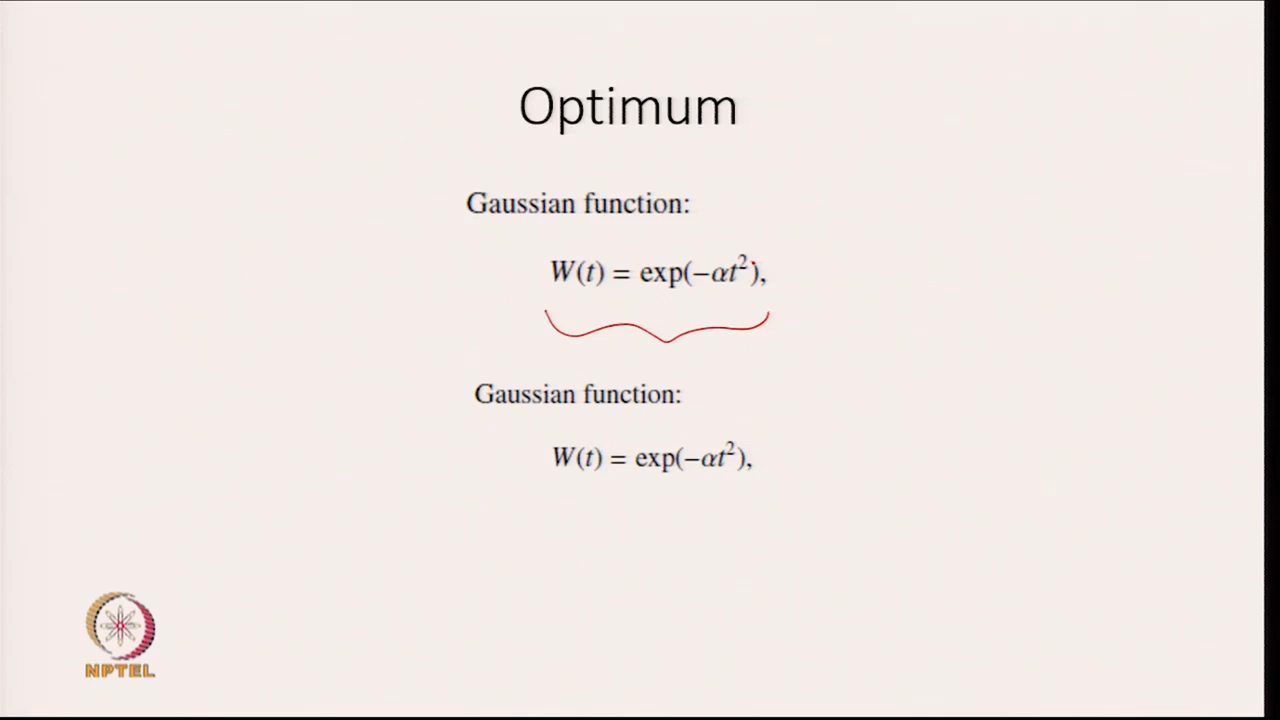 Optimum
Gaussian function:
W(t) = exp(−αt²),
Gaussian function:
W(t) = exp(−αt²),
NPTEL